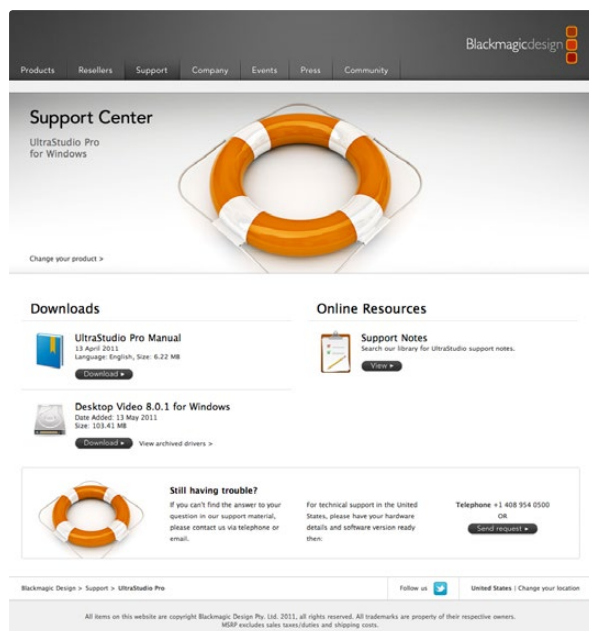 Blackmagicdesign
Products Resellers Support Company Events Press Community
Support Center
UltraStudio Pro
for Windows
Change your product >
Downloads
UltraStudio Pro Manual
13 April 2011
Language: English, Size: 6.22 MB
Download
Desktop Video 8.0.1 for Windows
Date Added: 13 May 2011
Size: 103.41 MB
Download View archived drivers >
Online Resources
Support Notes
Search our library for UltraStudio support notes.
View
Still having trouble?
If you can't find the answer to your
question in our support material,
please contact us via telephone or
email.
For technical support in the United
States, please have your hardware
details and software version ready
then:
Telephone +1 408 954 0500
OR
Send request
Blackmagic Design > Support > UltraStudio Pro
Follow us
United States | Change your location
All items on this website are copyright Blackmagic Design Pty. Ltd. 2011, all rights reserved. All trademarks are property of their respective owners.
MSRP excludes sales taxes/duties and shipping costs.